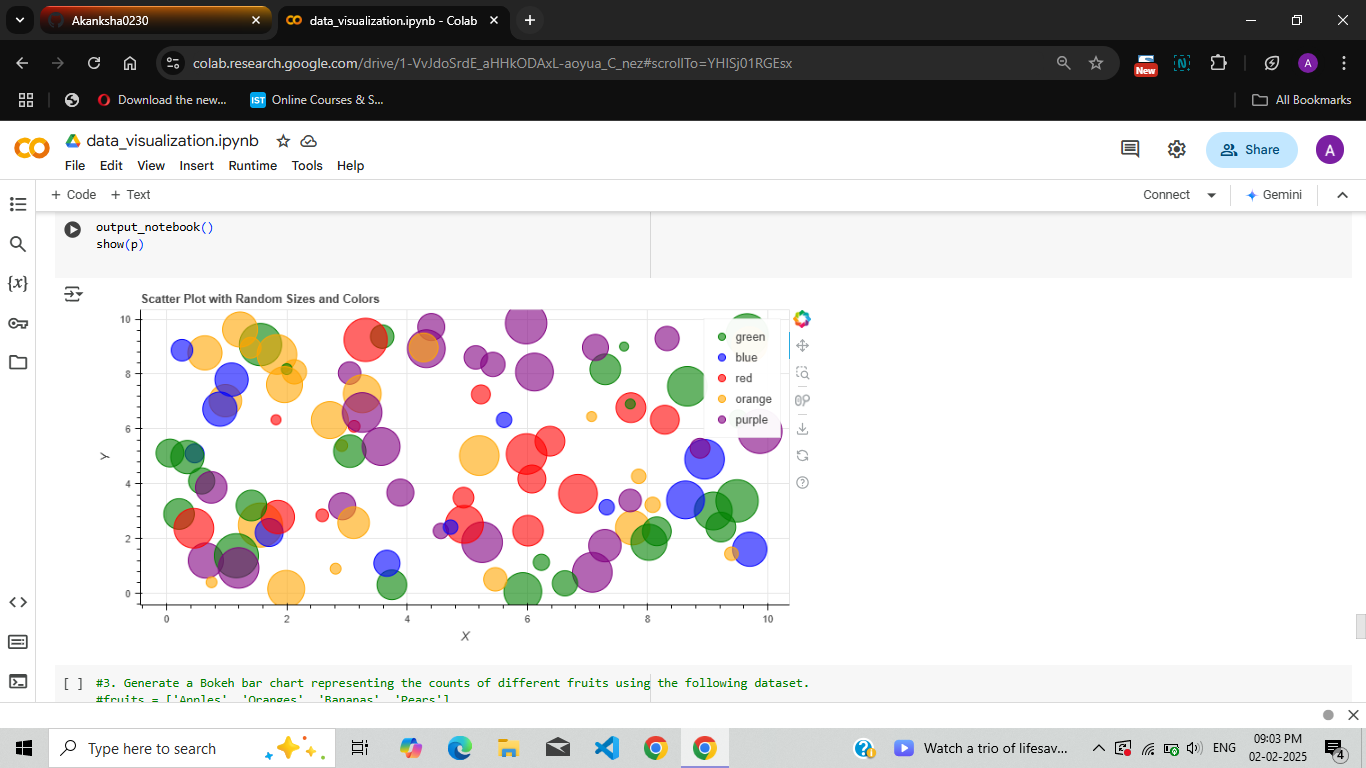 Akanksha0230
data_visualization.ipynb - Colab
colab.research.google.com/drive/1-VvJdoSrdE_aHHkODAxL-aoyua_C_nez#scrollTo=YHISj01RGEsx
New
N
A
Download the new...
IST
Online Courses & S...
All Bookmarks
data_visualization.ipynb
File Edit View Insert Runtime Tools Help
Share
A
+ Code + Text
Connect
Gemini
output_notebook()
show(p)
{x}
Scatter Plot with Random Sizes and Colors
10
8
6
4
2
0
Y
0 2 4 6 8 10
X
green
blue
red
orange
purple
[ ] #3. Generate a Bokeh bar chart representing the counts of different fruits using the following dataset.
#fruits = ['Apples', 'Oranges', 'Bananas', 'Pears']
Type here to search
Watch a trio of lifesav...
ENG
09:03 PM
02-02-2025
4